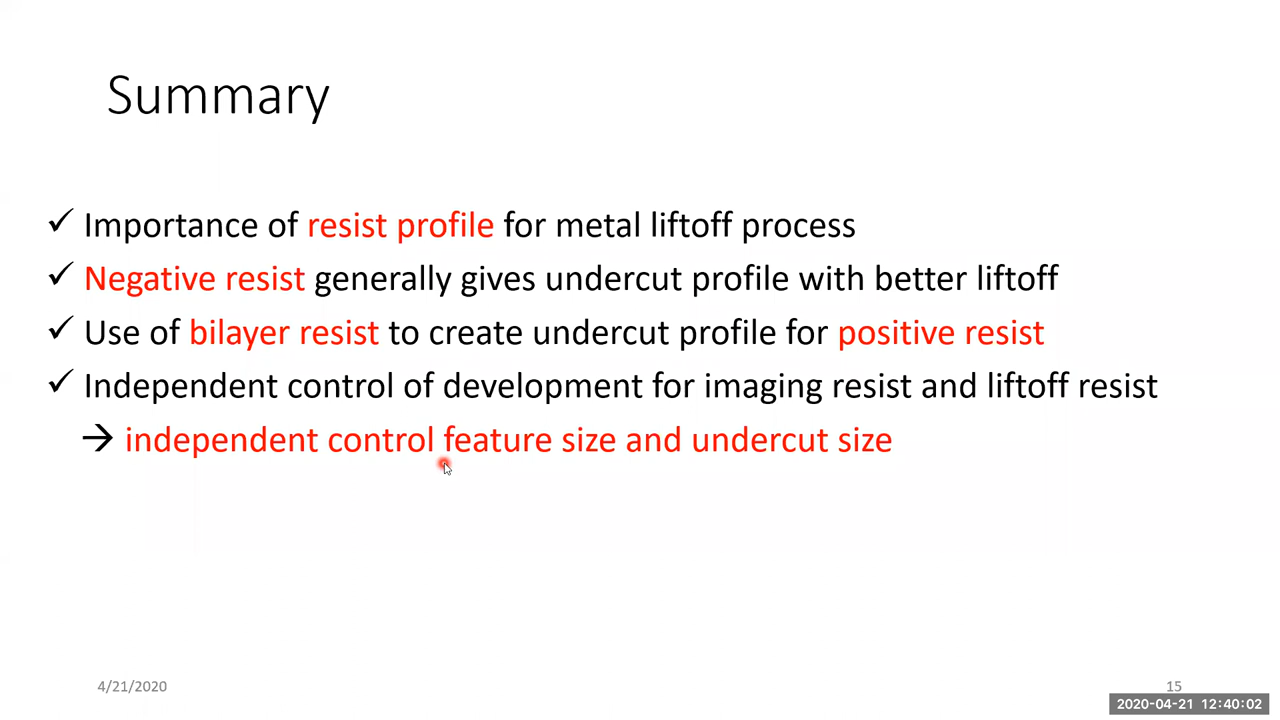 Summary
✓ Importance of resist profile for metal liftoff process
✓ Negative resist generally gives undercut profile with better liftoff
✓ Use of bilayer resist to create undercut profile for positive resist
✓ Independent control of development for imaging resist and liftoff resist
→ independent control feature size and undercut size
4/21/2020
15
2020-04-21 12:40:02